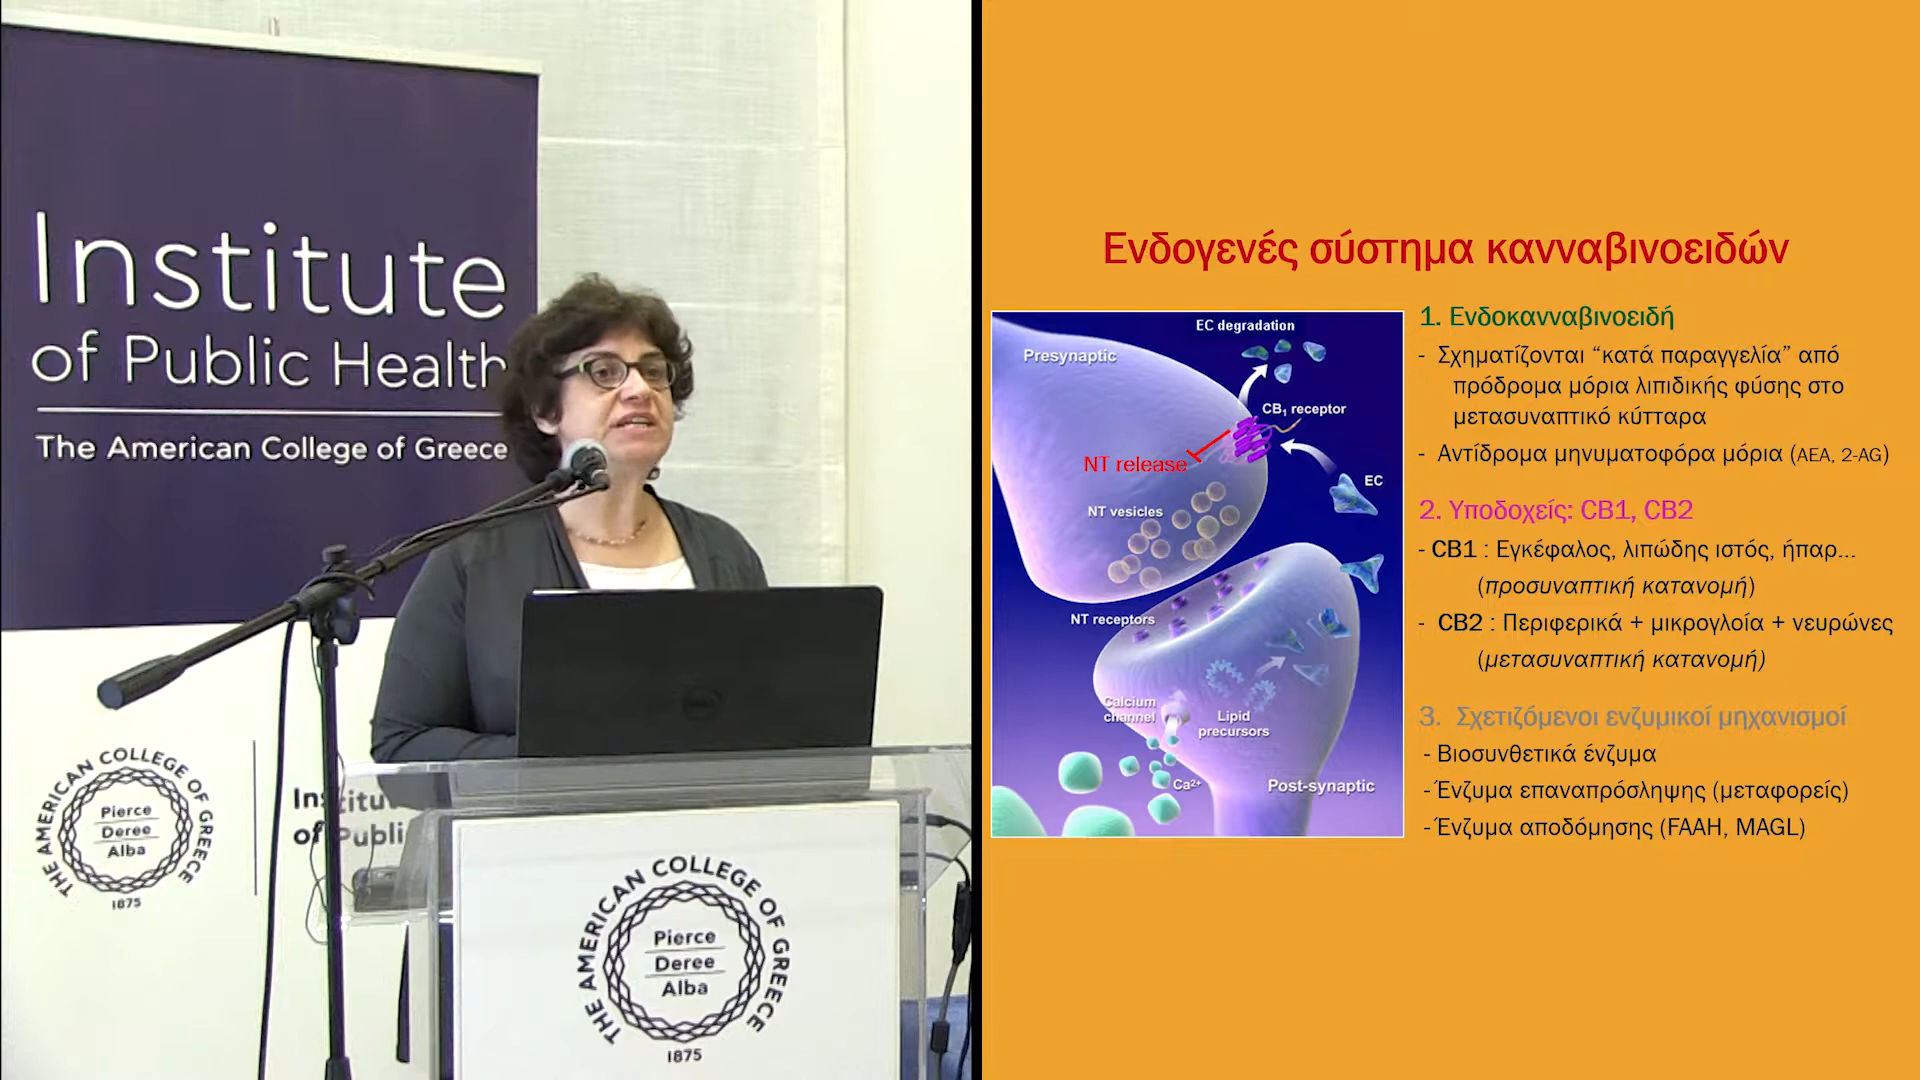 Institute
of Public Health
The American College of Greece
THE AMERICAN COLLEGE OF GREECE
Pierce
Deree
Alba
1875
of Publi
THE AMERICAN COLLEGE OF GREECE
Pierce
Deree
Alba
1875
Ενδογενές σύστημα κανναβινοειδών
EC degradation
Presynaptic
CB1 receptor
NT release
EC
NT vesicles
NT receptors
Calcium
channel
Lipid
precursors
Ca2+
Post-synaptic
1. Ενδοκανναβινοειδή
- Σχηματίζονται “κατά παραγγελία” από
πρόδρομα μόρια λιπιδικής φύσης στο
μετασυναπτικό κύτταρα
- Αντίδρομα μηνυματοφόρα μόρια (AEA, 2-AG)
2. Υποδοχείς: CB1, CB2
- CB1 : Εγκέφαλος, λιπώδης ιστός, ήπαρ...
(προσυναπτική κατανομή)
- CB2 : Περιφερικά + μικρογλοία + νευρώνες
(μετασυναπτική κατανομή)
3. Σχετιζόμενοι ενζυμικοί μηχανισμοί
- Βιοσυνθετικά ένζυμα
- Ένζυμα επαναπρόσληψης (μεταφορείς)
- Ένζυμα αποδόμησης (FAAH, MAGL)